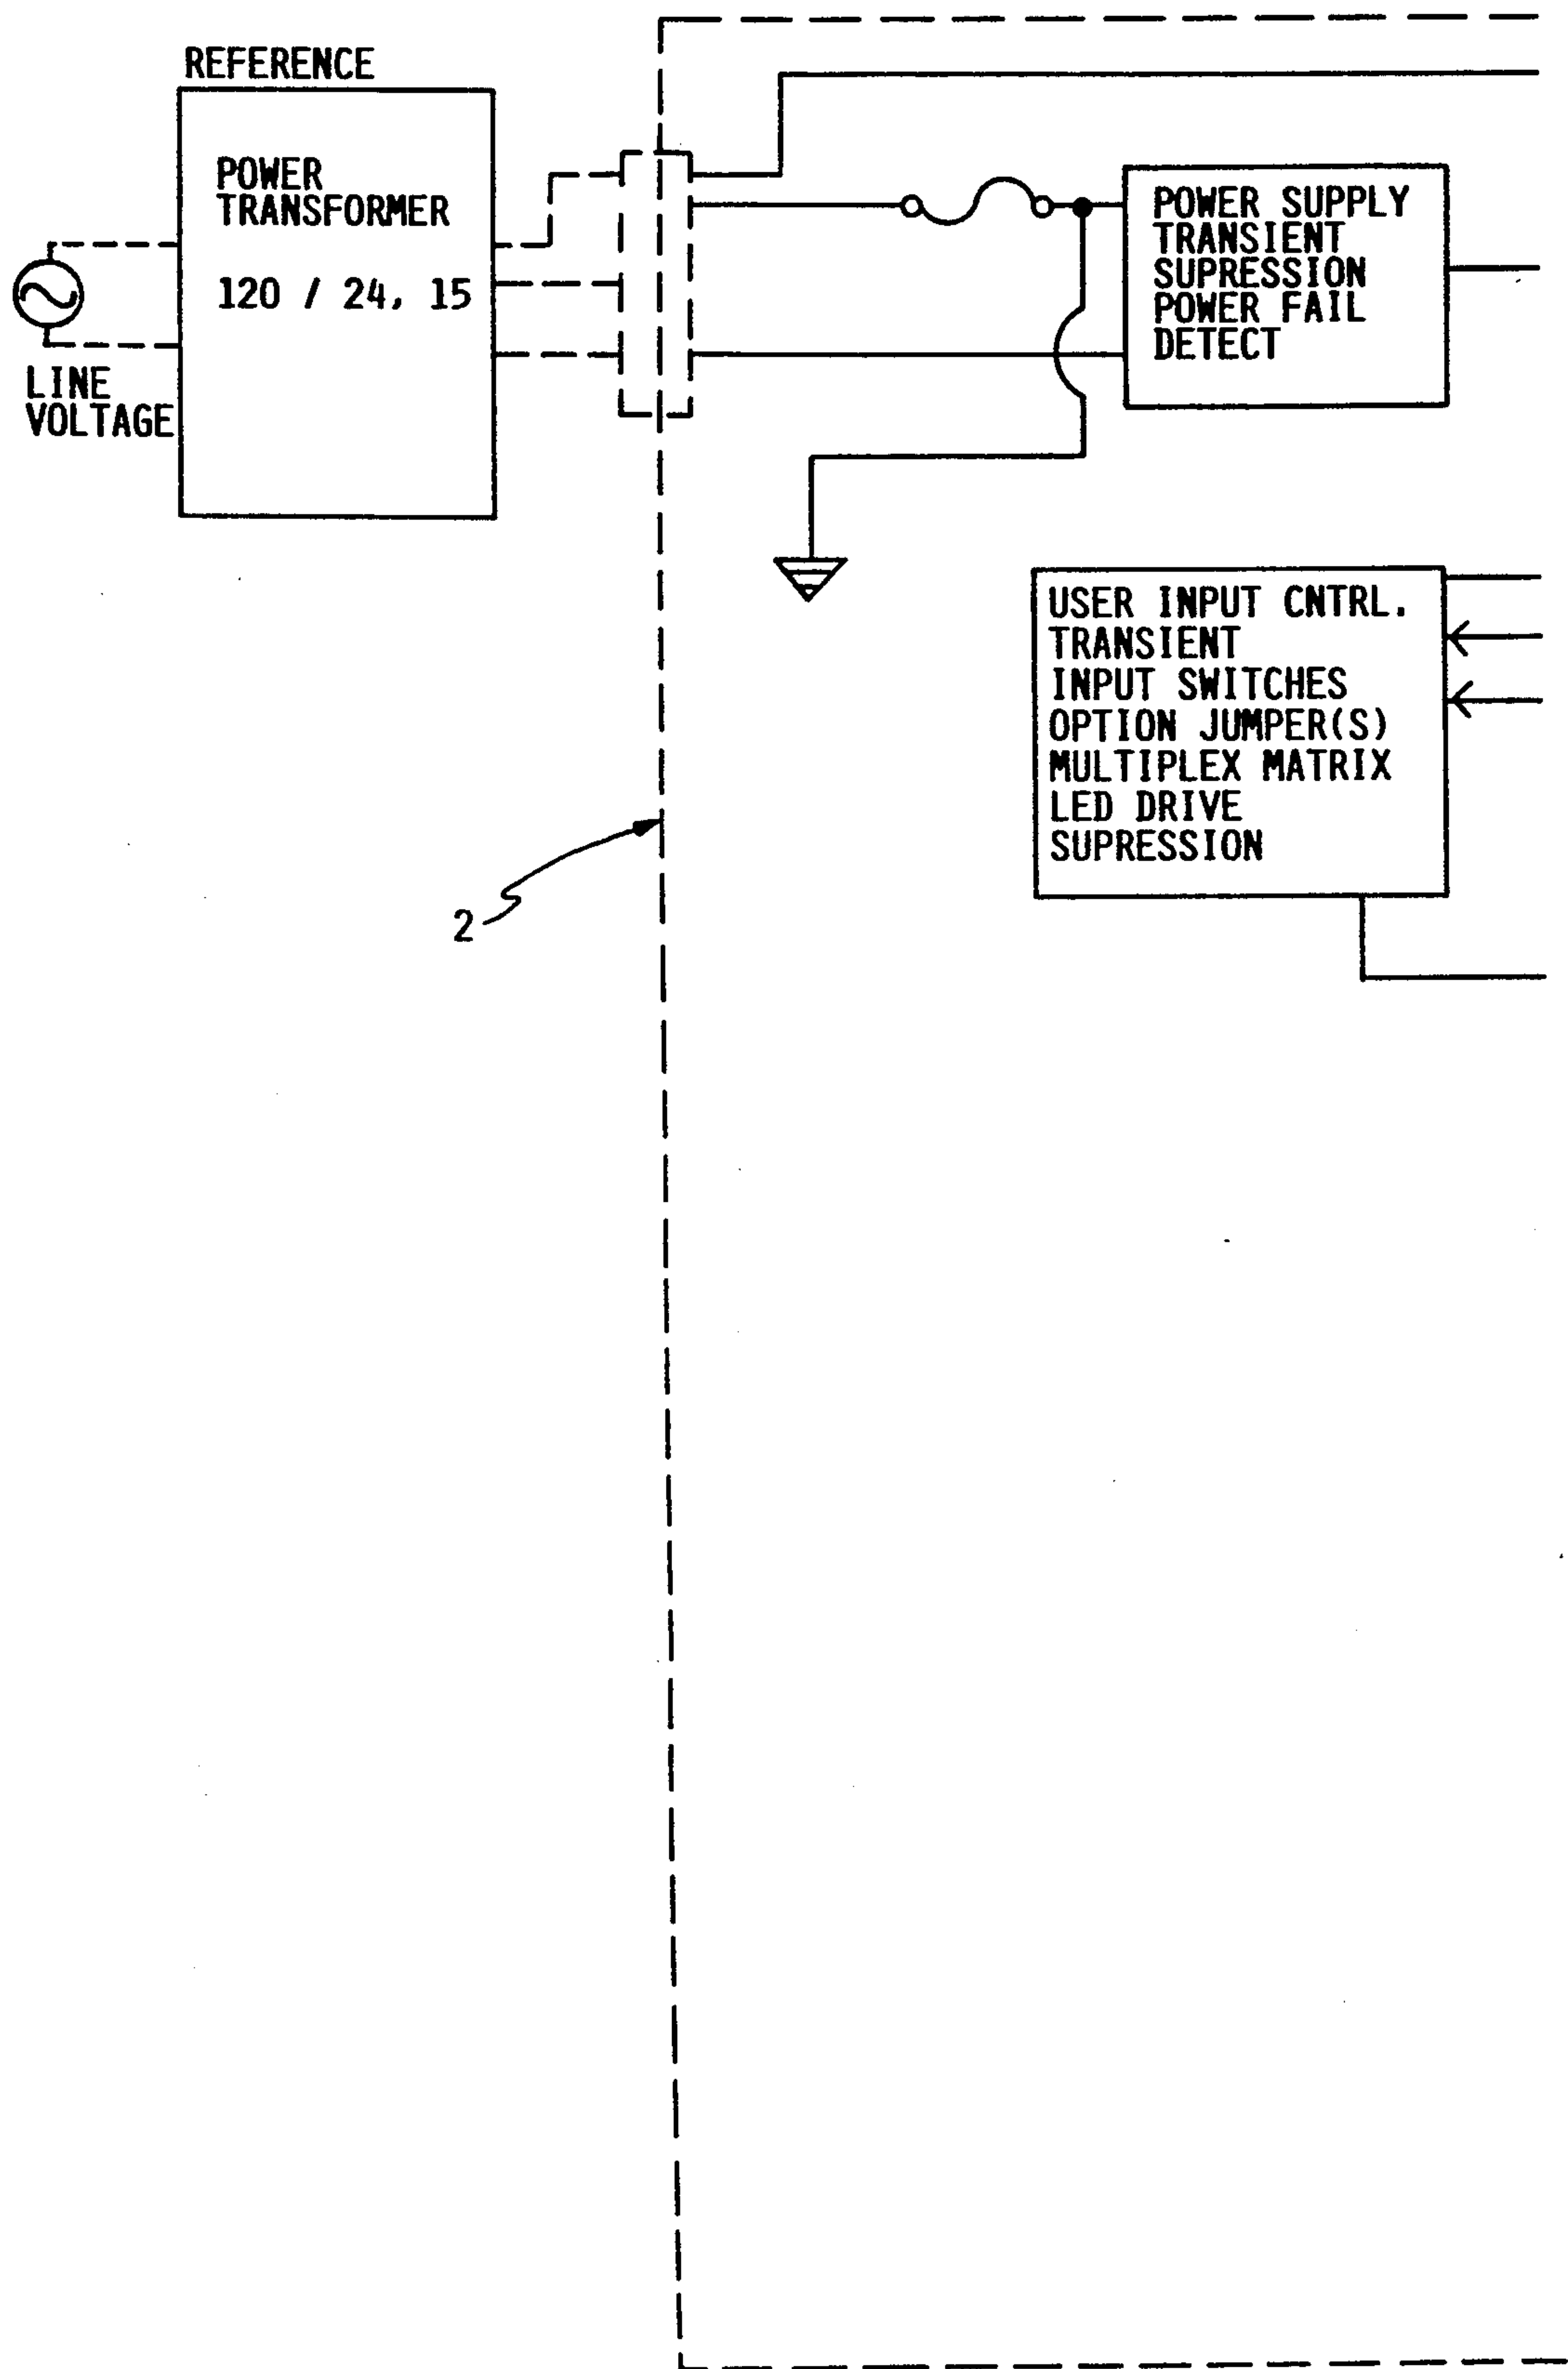 REFERENCE
POWER
TRANSFORMER
120 / 24, 15
LINE
VOLTAGE
POWER SUPPLY
TRANSIENT
SUPRESSION
POWER FAIL
DETECT
USER INPUT CNTRL.
TRANSIENT
INPUT SWITCHES
OPTION JUMPER(S)
MULTIPLEX MATRIX
LED DRIVE
SUPRESSION
2